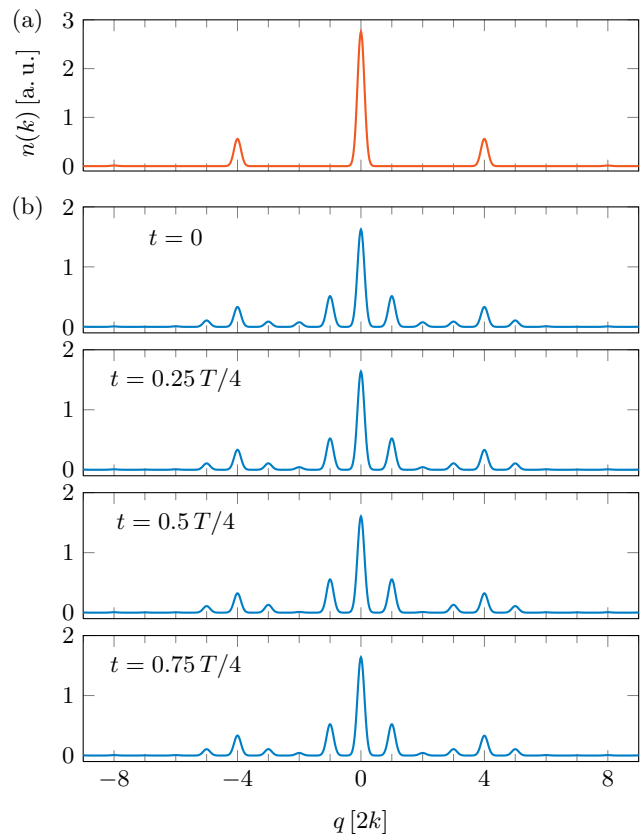 (a)
3
2
1
0
n(k) [a. u.]
(b)
2
1
0
t = 0
2
1
0
t = 0.25 T/4
2
1
0
t = 0.5 T/4
2
1
0
t = 0.75 T/4
−8 −4 0 4 8
q [2k]